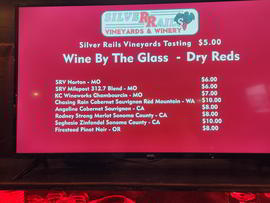 SILVER RAILS
VINEYARDS & WINERY
Silver Rails Vineyards Tasting $5.00
Wine By The Glass - Dry Reds
SRV Norton - MO $6.00
SRV Milepost 312.7 Blend - MO $6.00
KC Wineworks Chambourcin - MO $7.00
Chasing Rain Cabernet Sauvignon Red Mountain - WA $10.00
Angeline Cabernet Sauvignon - CA $8.00
Rodney Strong Merlot Sonoma County - CA $8.00
Seghesio Zinfandel Sonoma County - CA $10.00
Firesteed Pinot Noir - OR $8.00